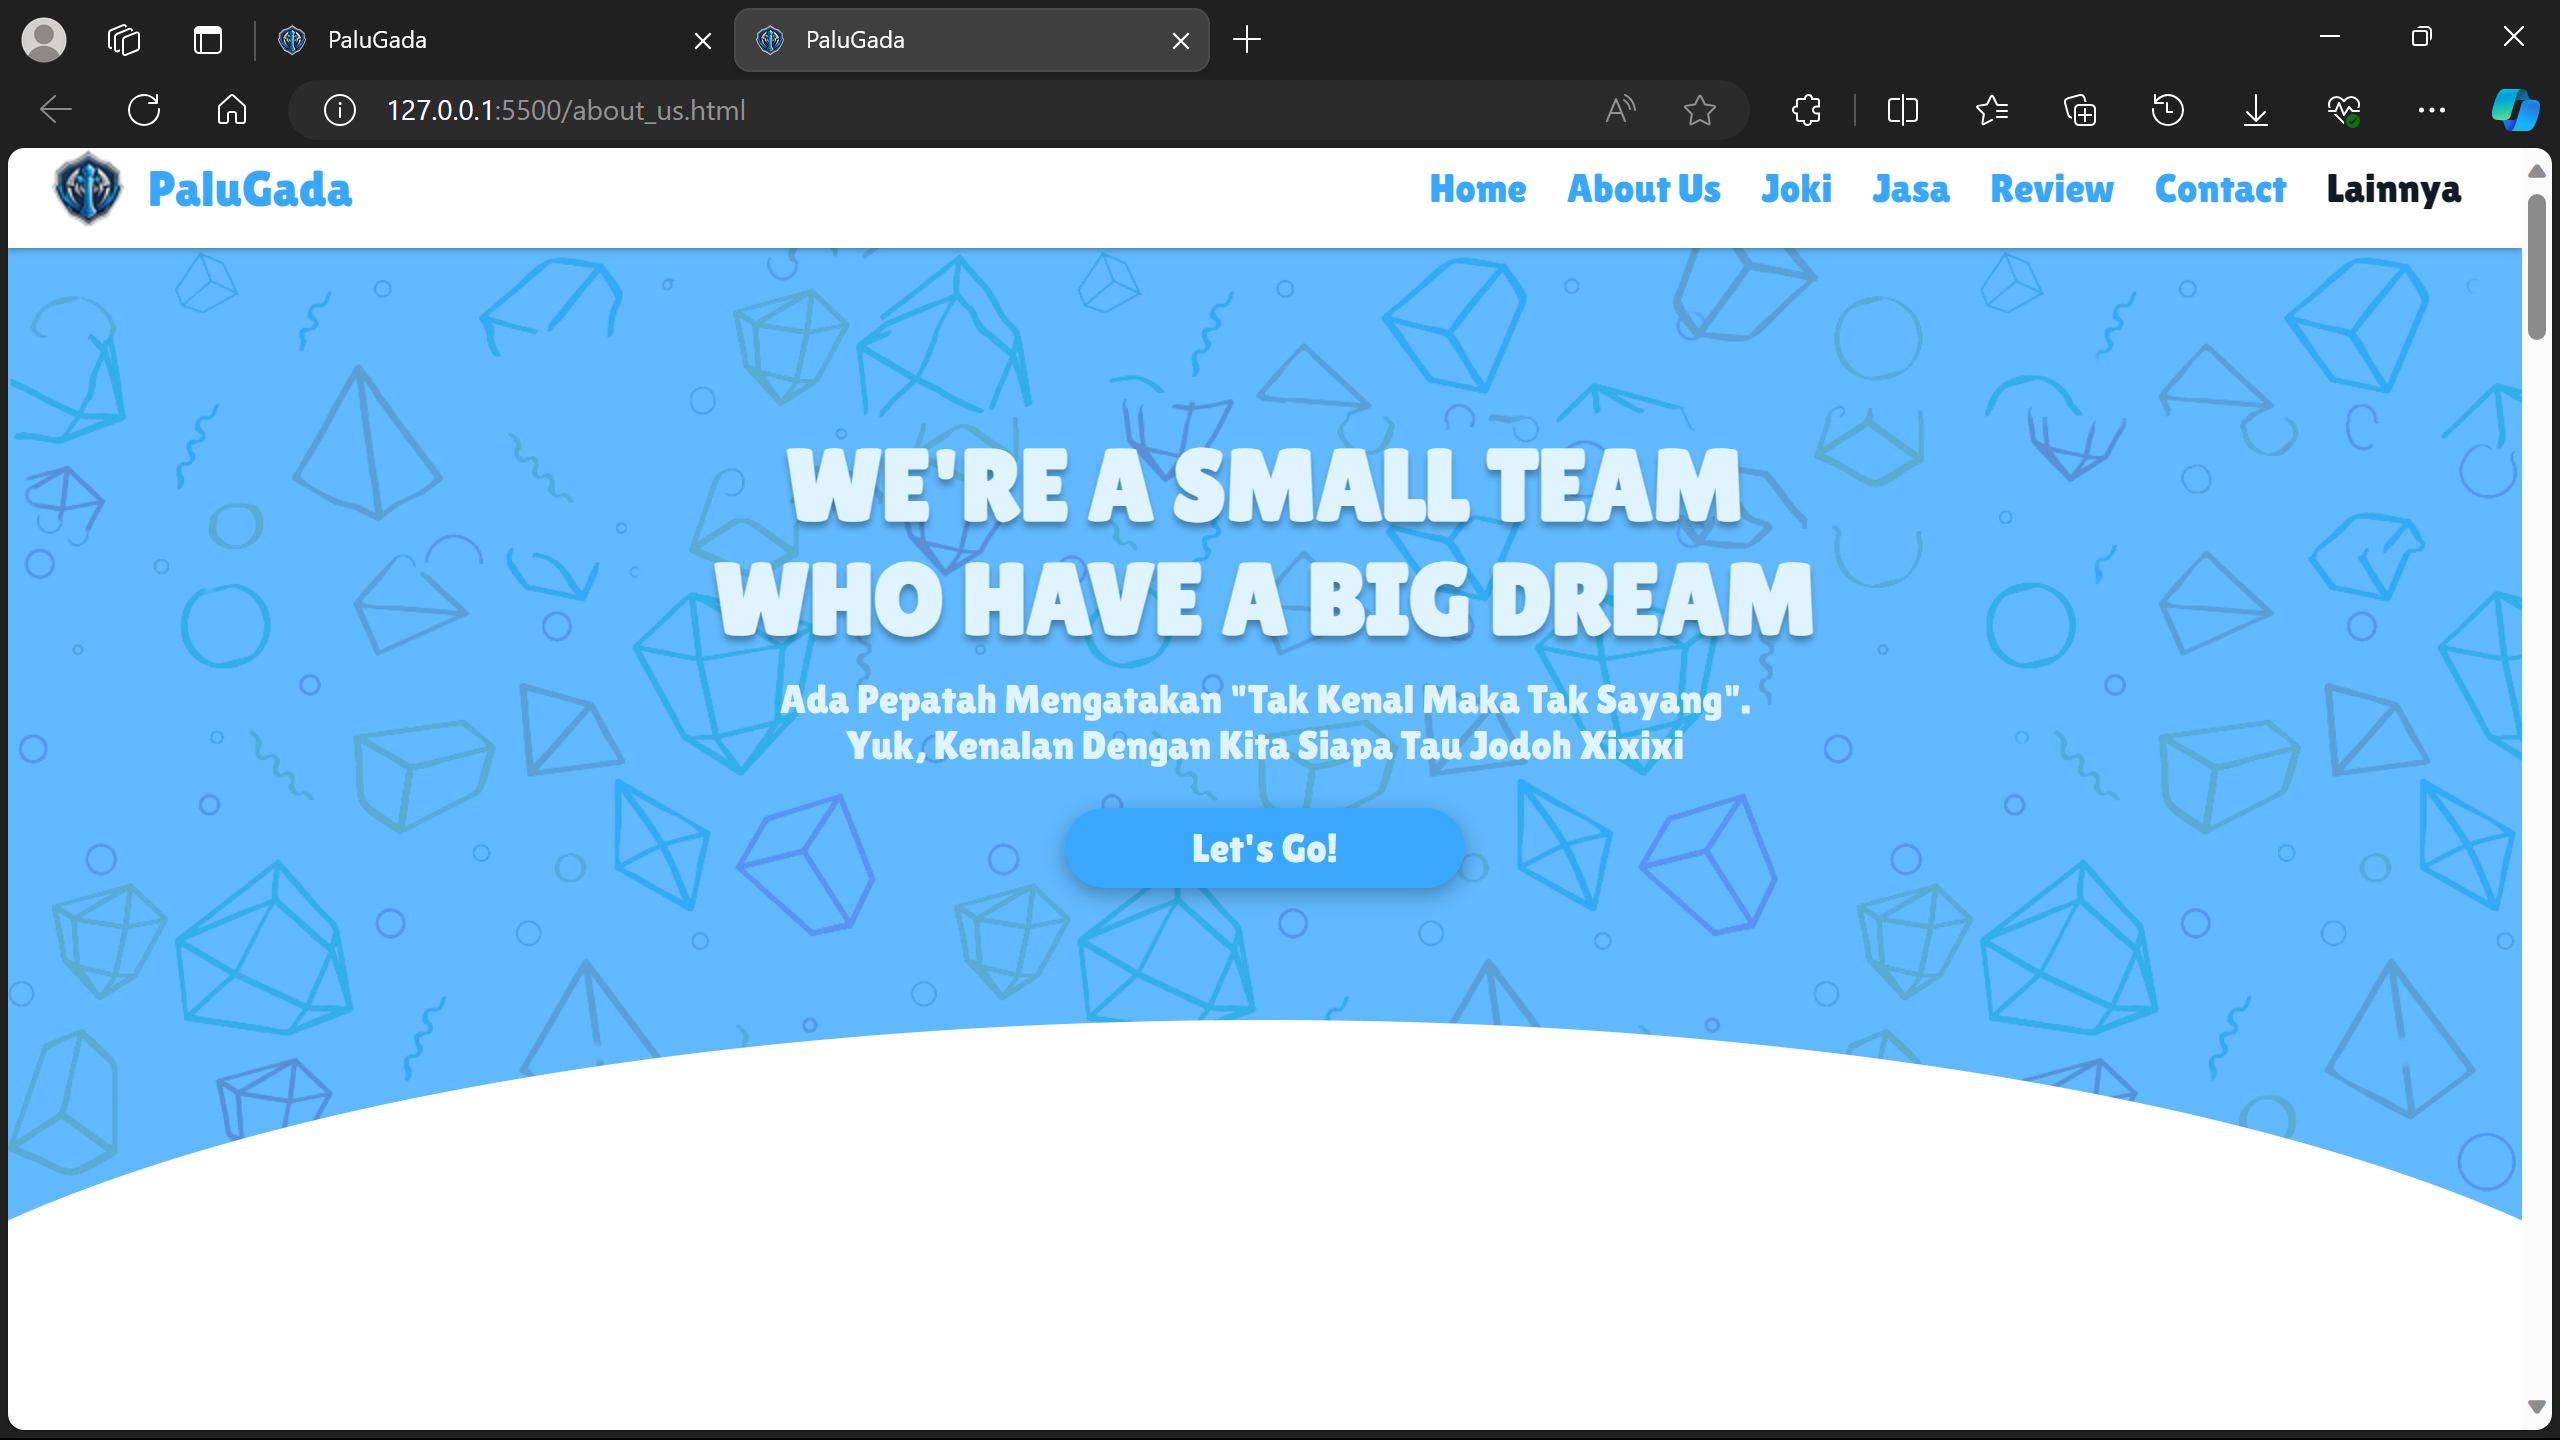 PaluGada
PaluGada
127.0.0.1:5500/about_us.html
PaluGada
Home About Us Joki Jasa Review Contact Lainnya
WE'RE A SMALL TEAM
WHO HAVE A BIG DREAM
Ada Pepatah Mengatakan "Tak Kenal Maka Tak Sayang".
Yuk, Kenalan Dengan Kita Siapa Tau Jodoh Xixixi
Let's Go!